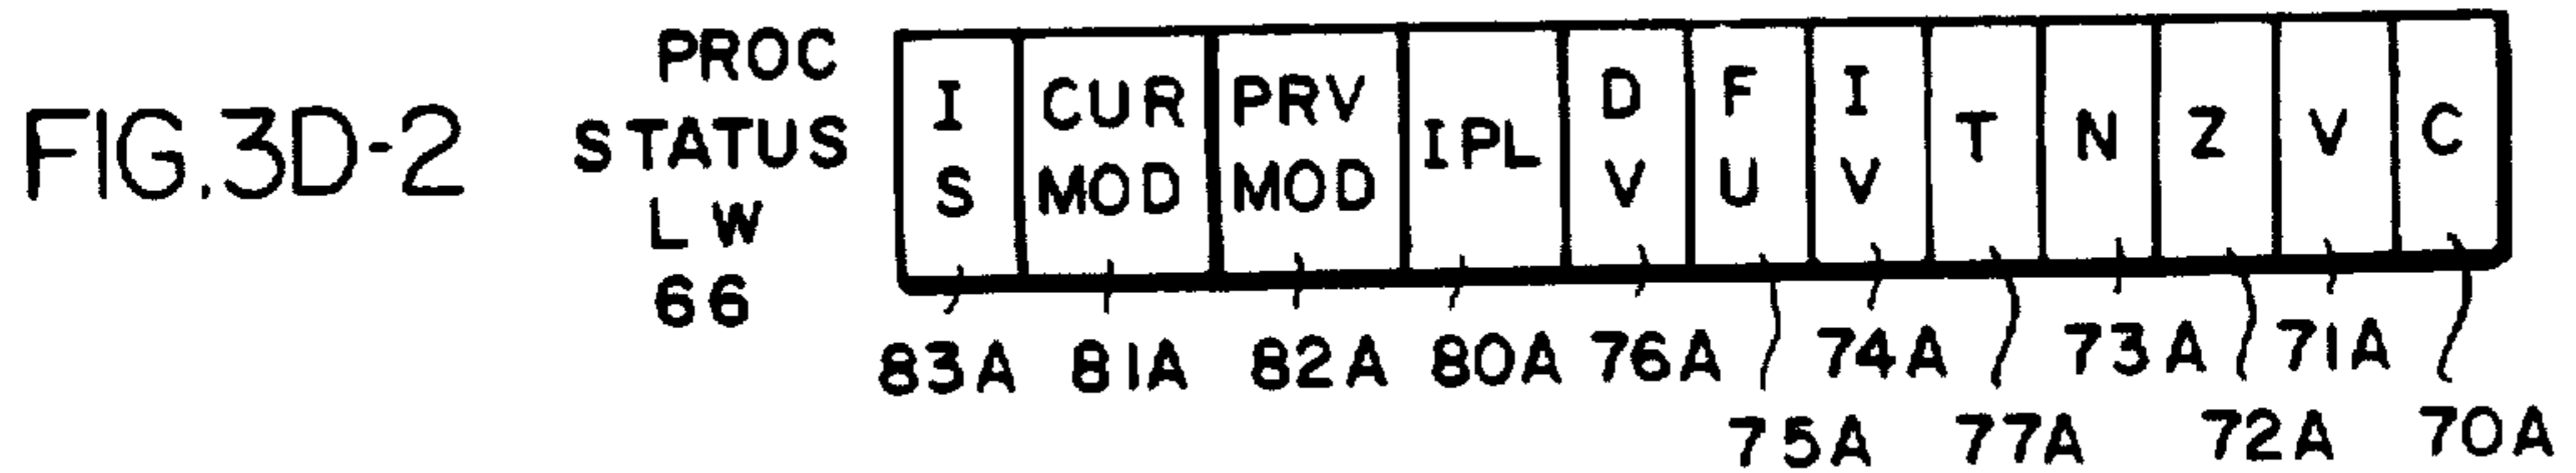 FIG.3D-2
PROC
STATUS
LW
66
I S
CUR MOD
PRV MOD
IPL
D V
F U
I V
T
N
Z
V
C
83A 81A 82A 80A 76A 74A 73A 71A
75A 77A 72A 70A